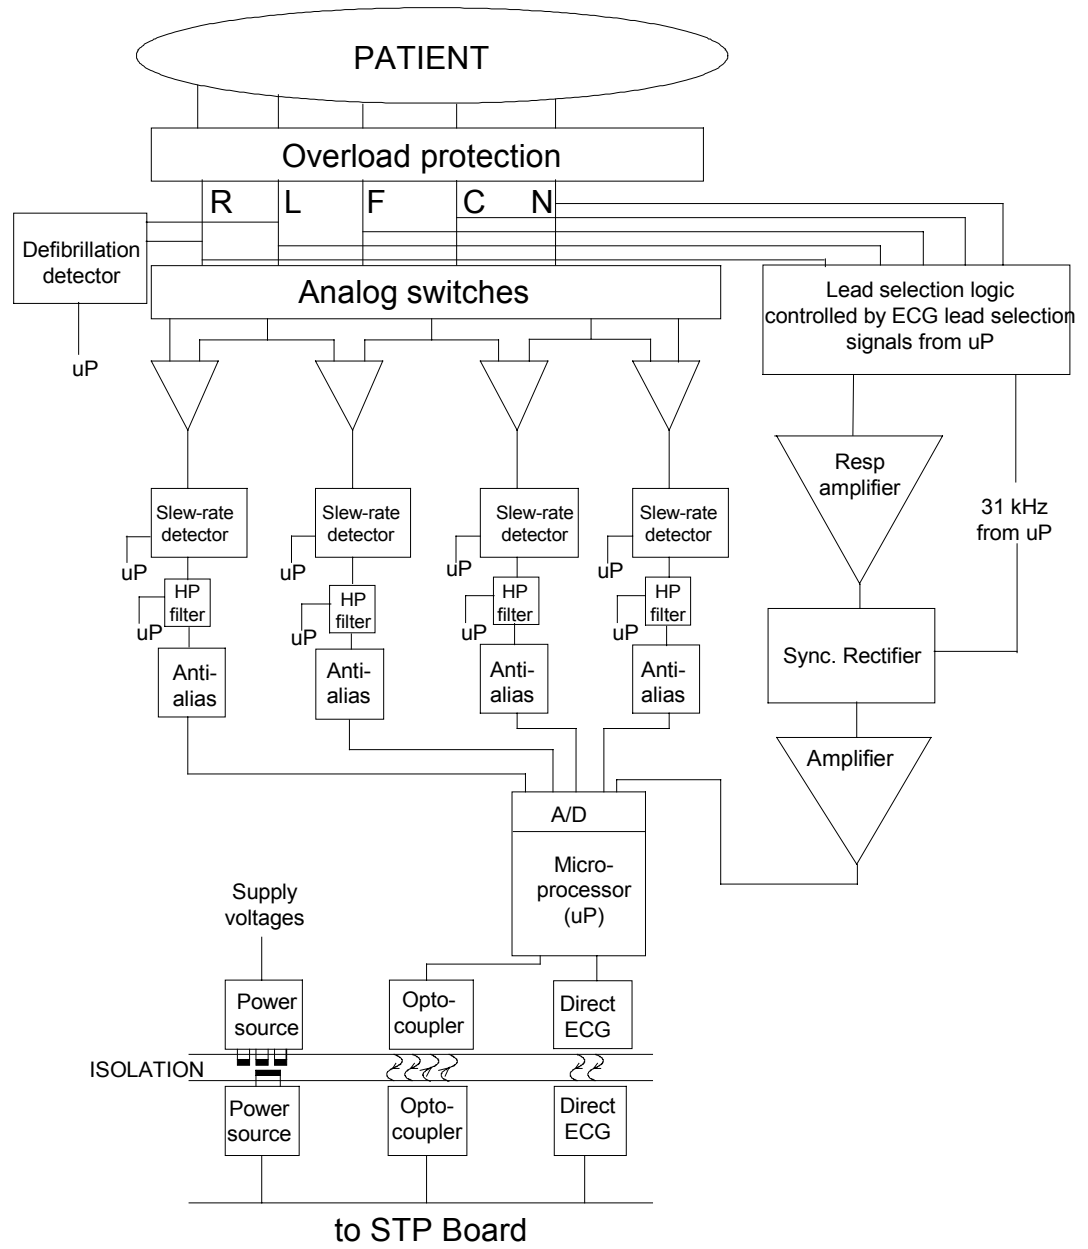 PATIENT
Overload protection
R L F C N
Defibrillation
detector
uP
Analog switches
Lead selection logic
controlled by ECG lead selection
signals from uP
Resp
amplifier
31 kHz
from uP
Slew-rate
detector
uP
Slew-rate
detector
uP
Slew-rate
detector
uP
Slew-rate
detector
uP
HP
filter
uP
HP
filter
uP
HP
filter
uP
HP
filter
uP
Anti-
alias
Anti-
alias
Anti-
alias
Anti-
alias
Sync. Rectifier
Amplifier
A/D
Micro-
processor
(uP)
Supply
voltages
Power
source
Opto-
coupler
Direct
ECG
ISOLATION
Power
source
Opto-
coupler
Direct
ECG
to STP Board